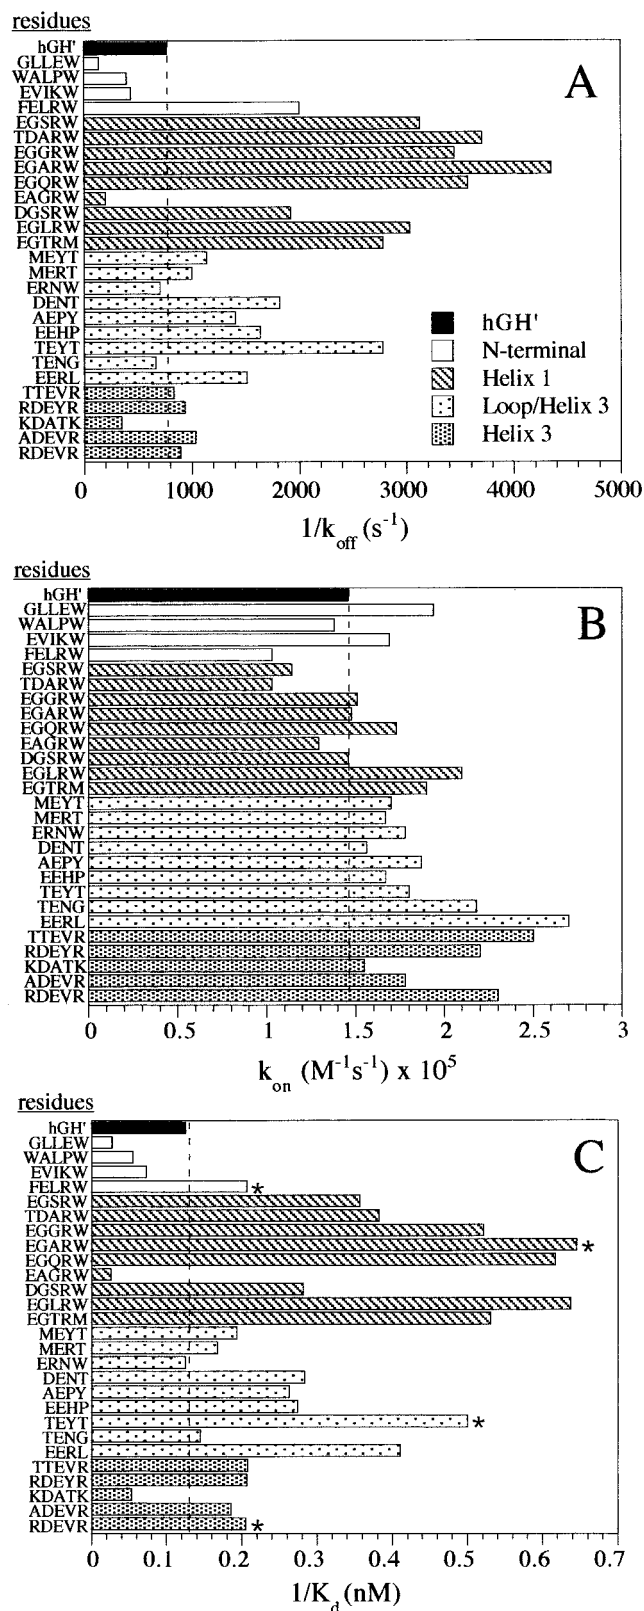 residues
hGH'
GLLEW
WALPW
EVIKW
FELRW
EGSRW
TDARW
EGGRW
EGARW
EGQRW
EAGRW
DGSRW
EGLRW
EGTRM
MEYT
MERT
ERNW
DENT
AEPY
EEHP
TEYT
TENG
EERL
TTEVR
RDEYR
KDATK
ADEVR
RDEVR
A
hGH'
N-terminal
Helix 1
Loop/Helix 3
Helix 3
0 1000 2000 3000 4000 5000
1/k_off (s⁻¹)
residues
hGH'
GLLEW
WALPW
EVIKW
FELRW
EGSRW
TDARW
EGGRW
EGARW
EGQRW
EAGRW
DGSRW
EGLRW
EGTRM
MEYT
MERT
ERNW
DENT
AEPY
EEHP
TEYT
TENG
EERL
TTEVR
RDEYR
KDATK
ADEVR
RDEVR
B
0 0.5 1 1.5 2 2.5 3
k_on (M⁻¹s⁻¹) x 10⁵
residues
hGH'
GLLEW
WALPW
EVIKW
FELRW *
EGSRW
TDARW
EGGRW
EGARW *
EGQRW
EAGRW
DGSRW
EGLRW
EGTRM
MEYT
MERT
ERNW
DENT
AEPY
EEHP
TEYT *
TENG
EERL
TTEVR
RDEYR
KDATK
ADEVR
RDEVR *
C
0 0.1 0.2 0.3 0.4 0.5 0.6 0.7
1/K_d (nM)